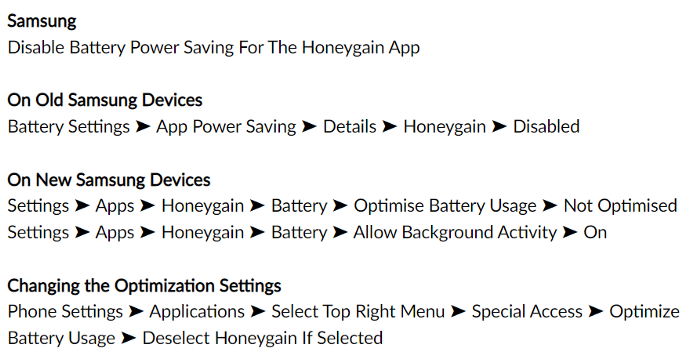 Samsung
Disable Battery Power Saving For The Honeygain App
On Old Samsung Devices
Battery Settings ➤ App Power Saving ➤ Details ➤ Honeygain ➤ Disabled
On New Samsung Devices
Settings ➤ Apps ➤ Honeygain ➤ Battery ➤ Optimise Battery Usage ➤ Not Optimised
Settings ➤ Apps ➤ Honeygain ➤ Battery ➤ Allow Background Activity ➤ On
Changing the Optimization Settings
Phone Settings ➤ Applications ➤ Select Top Right Menu ➤ Special Access ➤ Optimize
Battery Usage ➤ Deselect Honeygain If Selected